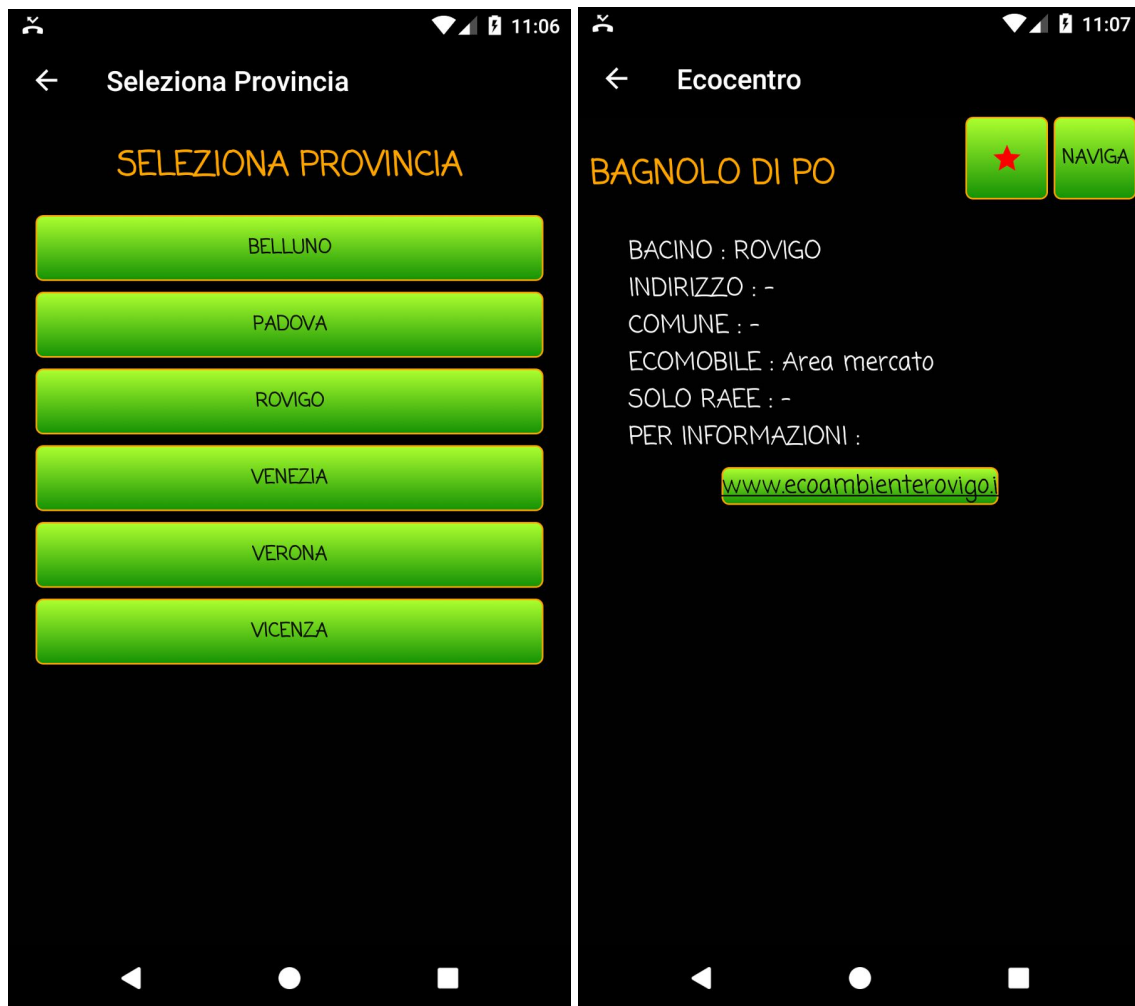 11:06
Seleziona Provincia
SELEZIONA PROVINCIA
BELLUNO
PADOVA
ROVIGO
VENEZIA
VERONA
VICENZA
11:07
Ecocentro
BAGNOLO DI PO
NAVIGA
BACINO : ROVIGO
INDIRIZZO : -
COMUNE : -
ECOMOBILE : Area mercato
SOLO RAEE : -
PER INFORMAZIONI :
www.ecoambienterovigo.i